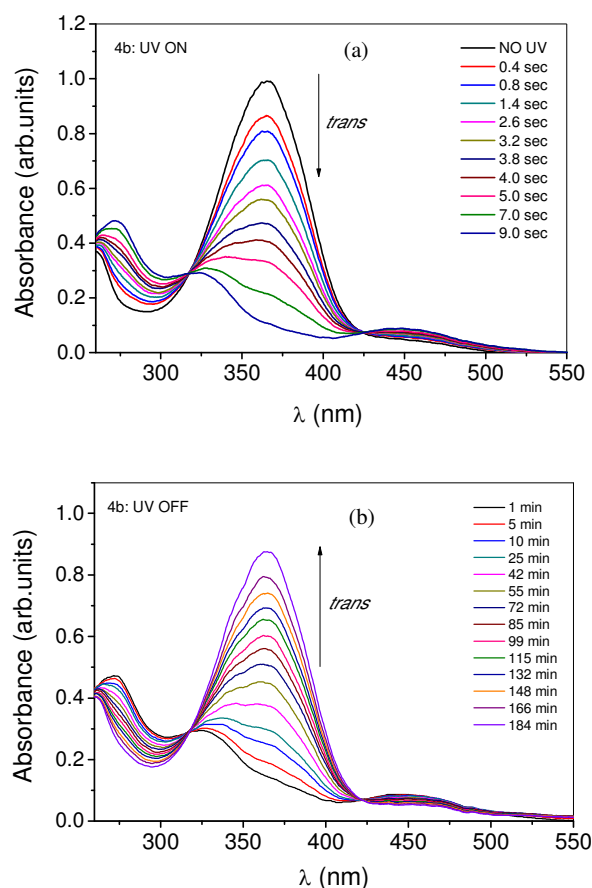 4b: UV ON
(a)
trans
NO UV
0.4 sec
0.8 sec
1.4 sec
2.6 sec
3.2 sec
3.8 sec
4.0 sec
5.0 sec
7.0 sec
9.0 sec
Absorbance (arb.units)
1.2
1.0
0.8
0.6
0.4
0.2
0.0
300 350 400 450 500 550
λ (nm)
4b: UV OFF
(b)
trans
1 min
5 min
10 min
25 min
42 min
55 min
72 min
85 min
99 min
115 min
132 min
148 min
166 min
184 min
Absorbance (arb.units)
1.0
0.8
0.6
0.4
0.2
0.0
300 350 400 450 500 550
λ (nm)